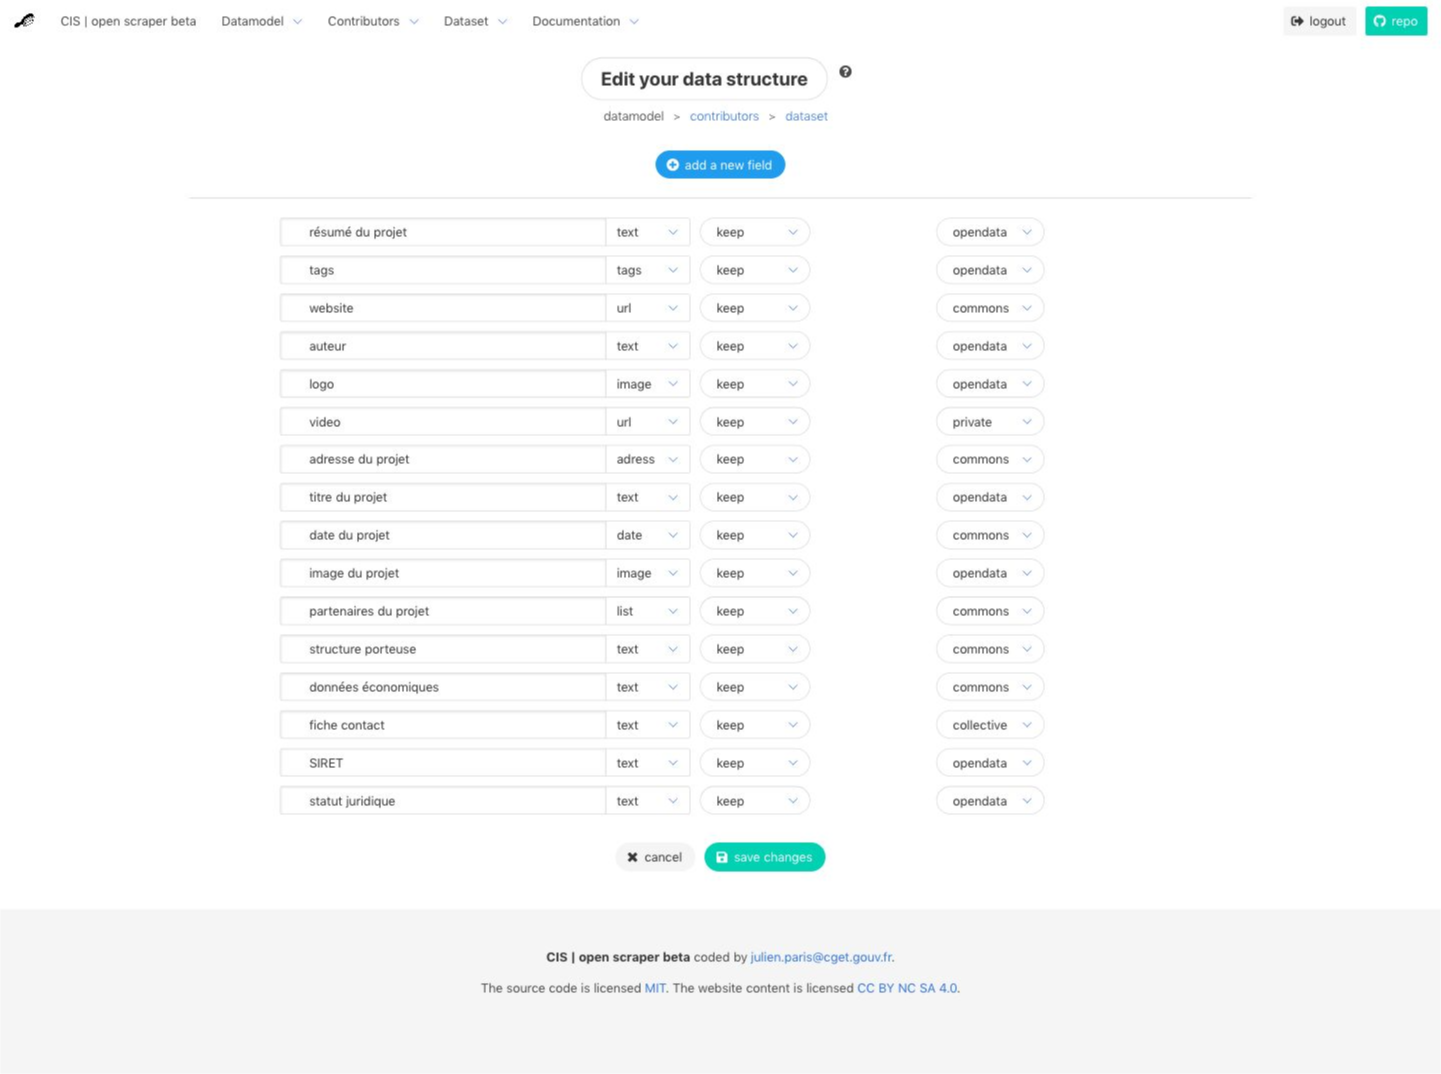 CIS | open scraper beta Datamodel Contributors Dataset Documentation logout repo
Edit your data structure
datamodel > contributors > dataset
add a new field
résumé du projet text keep opendata
tags tags keep opendata
website url keep commons
auteur text keep opendata
logo image keep opendata
video url keep private
adresse du projet adress keep commons
titre du projet text keep opendata
date du projet date keep commons
image du projet image keep opendata
partenaires du projet list keep commons
structure porteuse text keep commons
données économiques text keep commons
fiche contact text keep collective
SIRET text keep opendata
statut juridique text keep opendata
cancel save changes
CIS | open scraper beta coded by julien.paris@cget.gouv.fr.
The source code is licensed MIT. The website content is licensed CC BY NC SA 4.0.